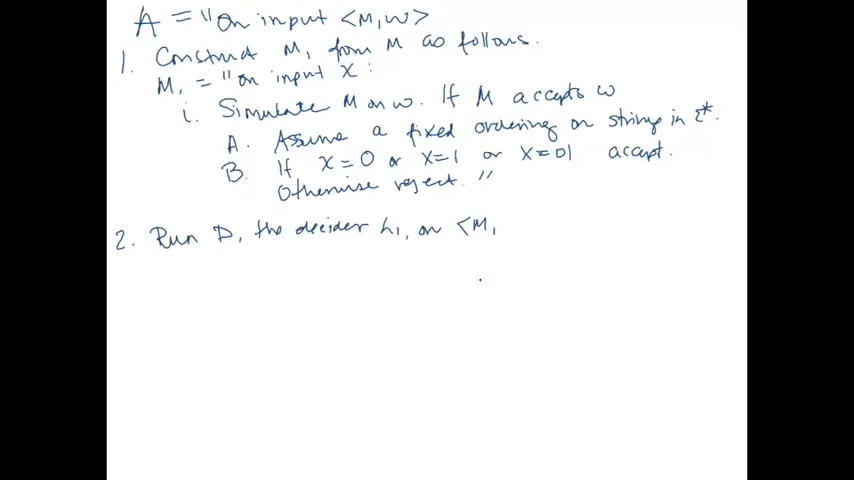 A = "On input <M, w>
1. Construct M₁ from M as follows.
M₁ = "on input x :
i. Simulate M on w. If M accepts w
A. Assume a fixed ordering on strings in Σ*.
B. If x=0 or x=1 or x=01 accept.
Otherwise reject. "
2. Run D, the decider L₁, on <M₁